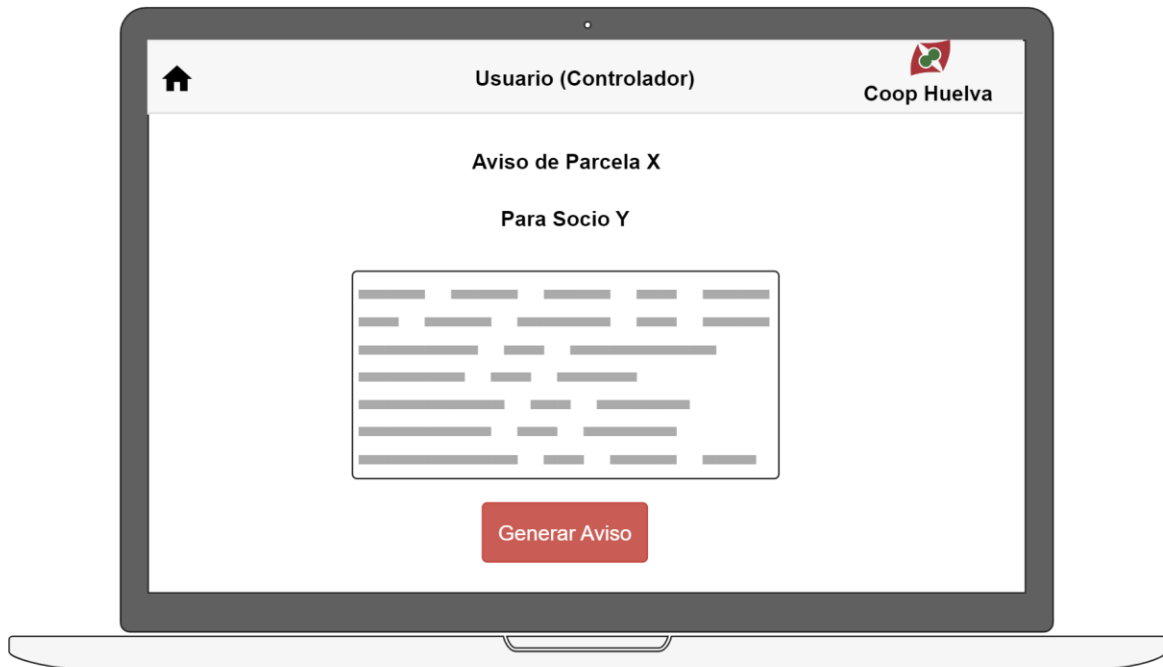 Usuario (Controlador)
Coop Huelva
Aviso de Parcela X
Para Socio Y
Generar Aviso